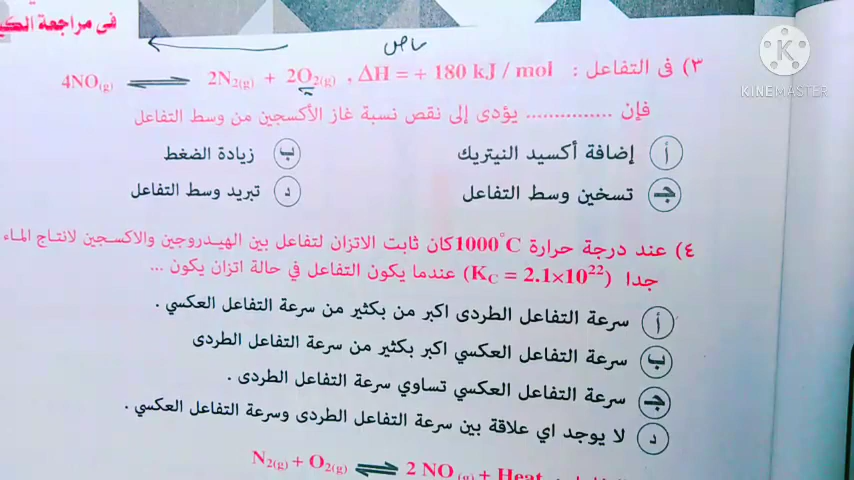 فى مراجعة الكي
ماص
KINEMASTER
٣) فى التفاعل : 4NO(g) ⇌ 2N2(g) + 2O2(g) , ΔH = + 180 kJ / mol
فإن ............... يؤدى إلى نقص نسبة غاز الأكسجين من وسط التفاعل
أ إضافة أكسيد النيتريك ب زيادة الضغط
جـ تسخين وسط التفاعل د تبريد وسط التفاعل
٤) عند درجة حرارة 1000°C كان ثابت الاتزان لتفاعل بين الهيدروجين والاكسجين لانتاج الماء
جدا (KC = 2.1×10²²) عندما يكون التفاعل في حالة اتزان يكون ...
أ سرعة التفاعل الطردى اكبر من بكثير من سرعة التفاعل العكسي .
ب سرعة التفاعل العكسي اكبر بكثير من سرعة التفاعل الطردى
جـ سرعة التفاعل العكسي تساوي سرعة التفاعل الطردى .
د لا يوجد اي علاقة بين سرعة التفاعل الطردى وسرعة التفاعل العكسي .
N2(g) + O2(g) ⇌ 2 NO (g) + Heat